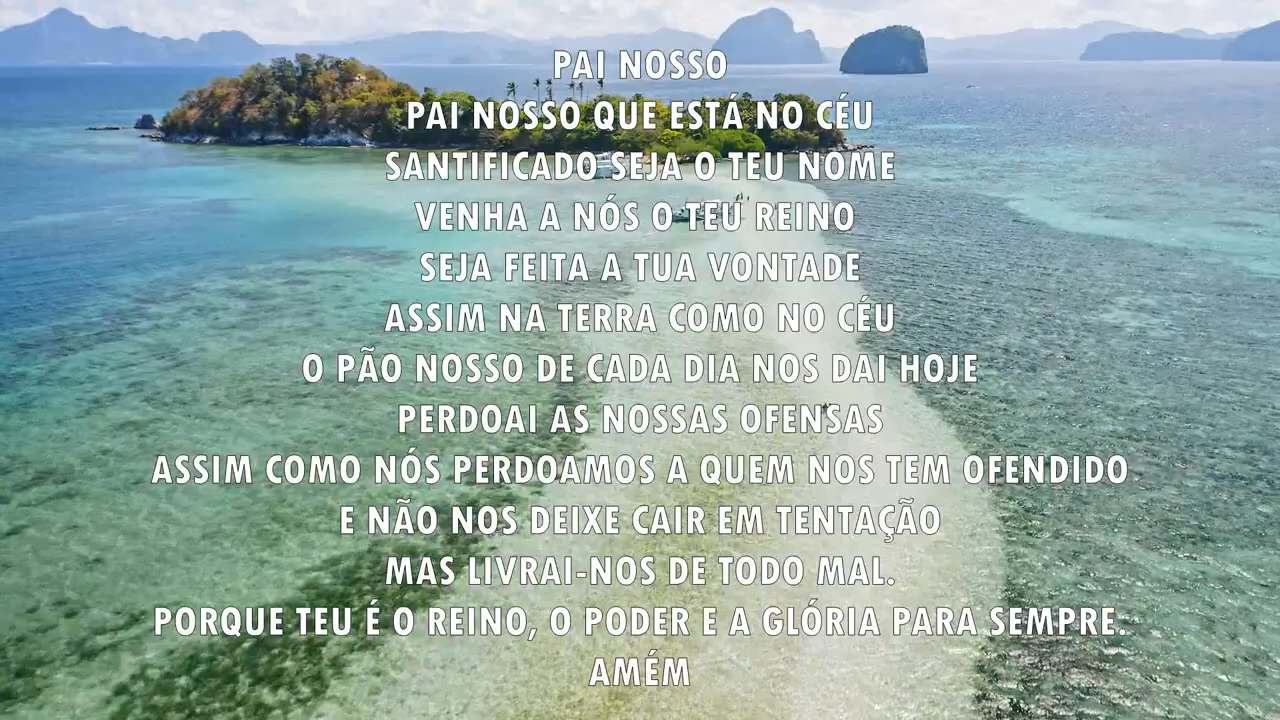 PAI NOSSO
PAI NOSSO QUE ESTÁ NO CÉU
SANTIFICADO SEJA O TEU NOME
VENHA A NÓS O TEU REINO
SEJA FEITA A TUA VONTADE
ASSIM NA TERRA COMO NO CÉU
O PÃO NOSSO DE CADA DIA NOS DAI HOJE
PERDOAI AS NOSSAS OFENSAS
ASSIM COMO NÓS PERDOAMOS A QUEM NOS TEM OFENDIDO
E NÃO NOS DEIXE CAIR EM TENTAÇÃO
MAS LIVRAI-NOS DE TODO MAL.
PORQUE TEU É O REINO, O PODER E A GLÓRIA PARA SEMPRE.
AMÉM